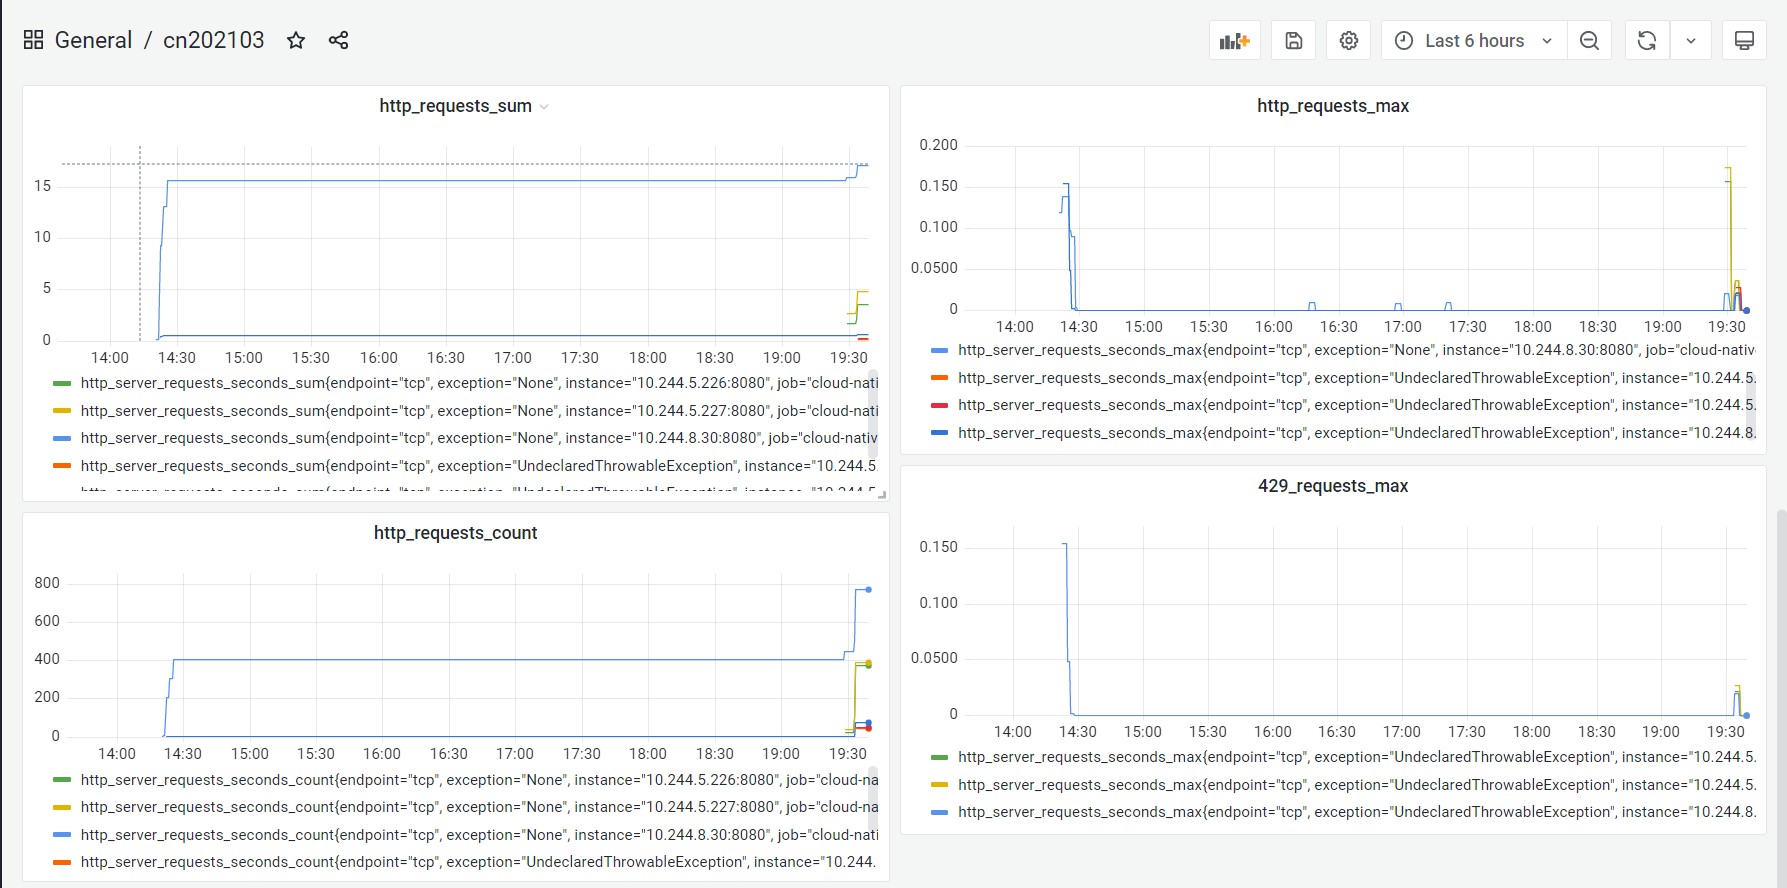 General / cn202103
Last 6 hours
http_requests_sum
15
10
5
0
14:00 14:30 15:00 15:30 16:00 16:30 17:00 17:30 18:00 18:30 19:00 19:30
http_server_requests_seconds_sum{endpoint="tcp", exception="None", instance="10.244.5.226:8080", job="cloud-nati
http_server_requests_seconds_sum{endpoint="tcp", exception="None", instance="10.244.5.227:8080", job="cloud-nati
http_server_requests_seconds_sum{endpoint="tcp", exception="None", instance="10.244.8.30:8080", job="cloud-nativ
http_server_requests_seconds_sum{endpoint="tcp", exception="UndeclaredThrowableException", instance="10.244.5.
http_requests_max
0.200
0.150
0.100
0.0500
0
14:00 14:30 15:00 15:30 16:00 16:30 17:00 17:30 18:00 18:30 19:00 19:30
http_server_requests_seconds_max{endpoint="tcp", exception="None", instance="10.244.8.30:8080", job="cloud-nativ
http_server_requests_seconds_max{endpoint="tcp", exception="UndeclaredThrowableException", instance="10.244.5.
http_server_requests_seconds_max{endpoint="tcp", exception="UndeclaredThrowableException", instance="10.244.5.
http_server_requests_seconds_max{endpoint="tcp", exception="UndeclaredThrowableException", instance="10.244.8.
http_requests_count
800
600
400
200
0
14:00 14:30 15:00 15:30 16:00 16:30 17:00 17:30 18:00 18:30 19:00 19:30
http_server_requests_seconds_count{endpoint="tcp", exception="None", instance="10.244.5.226:8080", job="cloud-na
http_server_requests_seconds_count{endpoint="tcp", exception="None", instance="10.244.5.227:8080", job="cloud-na
http_server_requests_seconds_count{endpoint="tcp", exception="None", instance="10.244.8.30:8080", job="cloud-nati
http_server_requests_seconds_count{endpoint="tcp", exception="UndeclaredThrowableException", instance="10.244.
429_requests_max
0.150
0.100
0.0500
0
14:00 14:30 15:00 15:30 16:00 16:30 17:00 17:30 18:00 18:30 19:00 19:30
http_server_requests_seconds_max{endpoint="tcp", exception="UndeclaredThrowableException", instance="10.244.5.
http_server_requests_seconds_max{endpoint="tcp", exception="UndeclaredThrowableException", instance="10.244.5.
http_server_requests_seconds_max{endpoint="tcp", exception="UndeclaredThrowableException", instance="10.244.8.